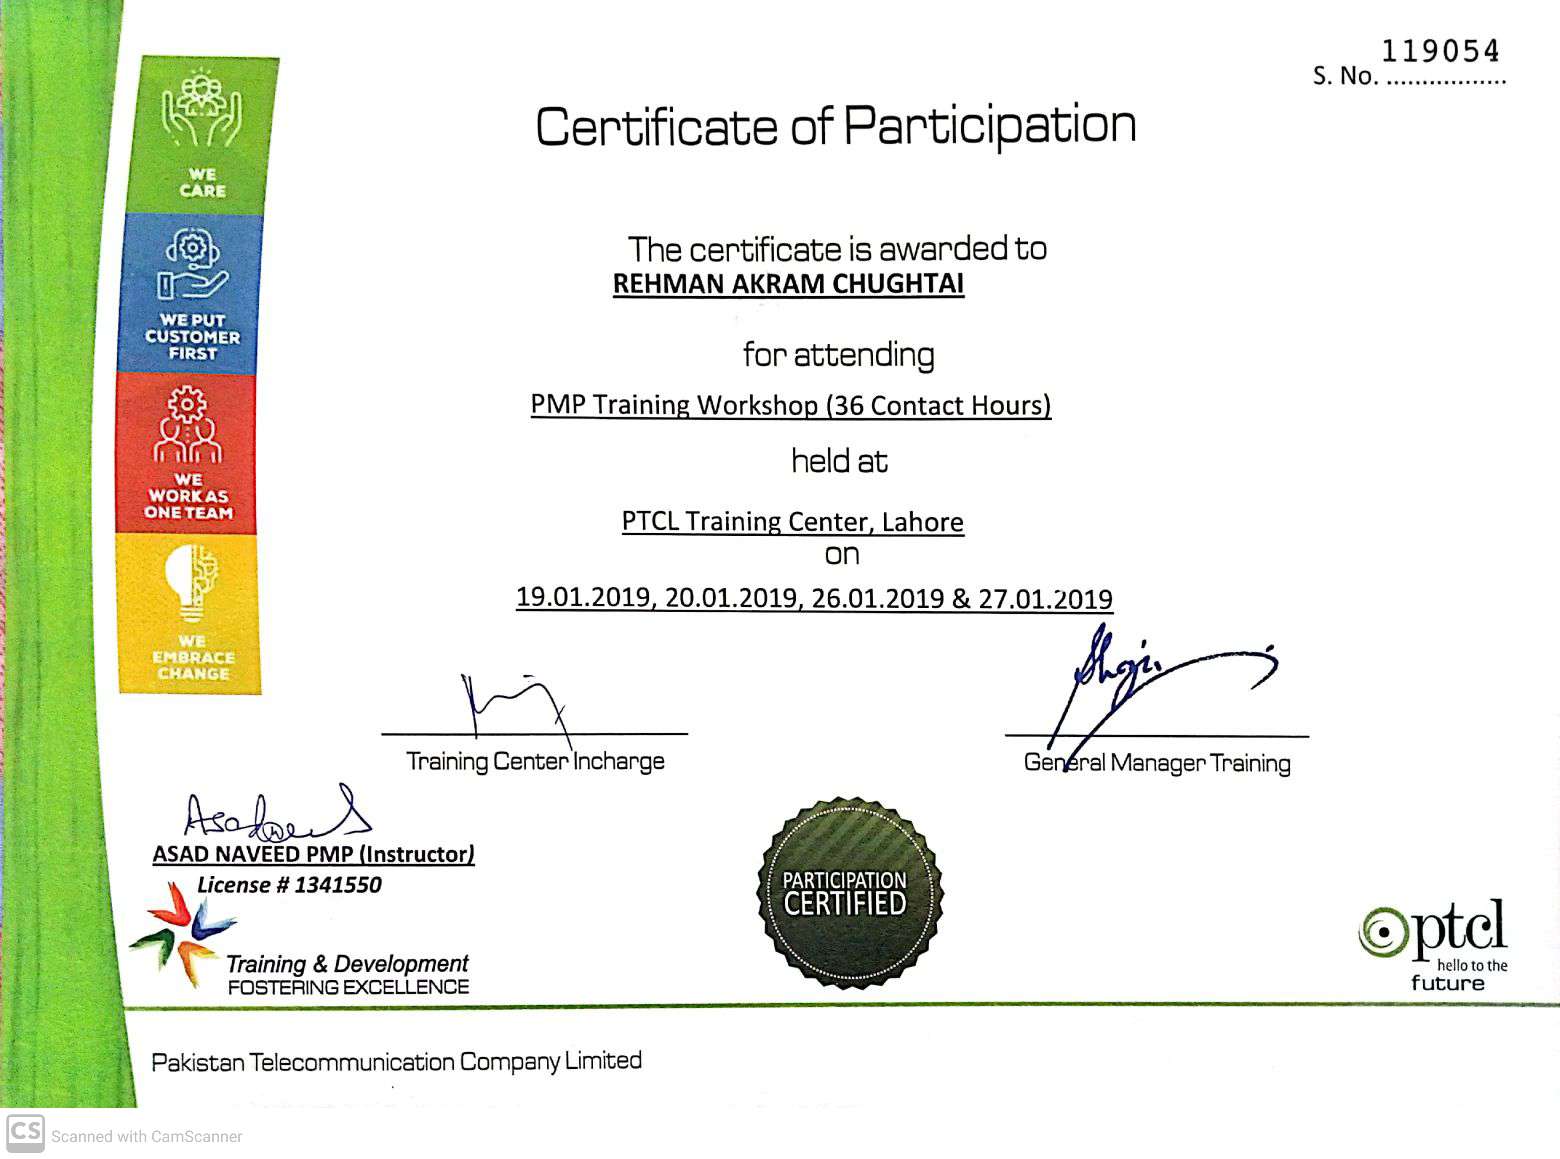 119054
S. No. .................
Certificate of Participation
The certificate is awarded to
REHMAN AKRAM CHUGHTAI
for attending
PMP Training Workshop (36 Contact Hours)
held at
PTCL Training Center, Lahore
on
19.01.2019, 20.01.2019, 26.01.2019 & 27.01.2019
WE
CARE
WE PUT
CUSTOMER
FIRST
WE
WORK AS
ONE TEAM
WE
EMBRACE
CHANGE
Training Center Incharge
General Manager Training
ASAD NAVEED PMP (Instructor)
License # 1341550
Training & Development
FOSTERING EXCELLENCE
PARTICIPATION
CERTIFIED
ptcl
hello to the
future
Pakistan Telecommunication Company Limited
CS Scanned with CamScanner